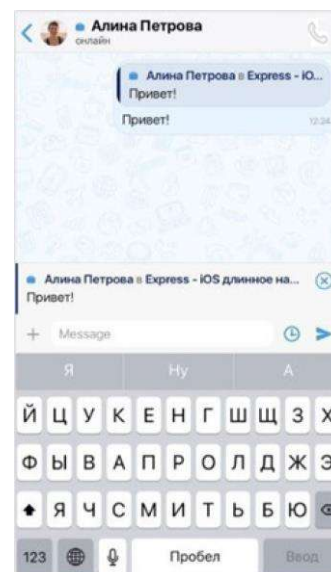 Алина Петрова
онлайн
Алина Петрова в Express - iO...
Привет!
Привет!
12:34
Алина Петрова в Express - iOS длинное на...
Привет!
Message
Я Ну А
Й Ц У К Е Н Г Ш Щ З Х
Ф Ы В А П Р О Л Д Ж Э
Я Ч С М И Т Ь Б Ю
123 Пробел Ввод